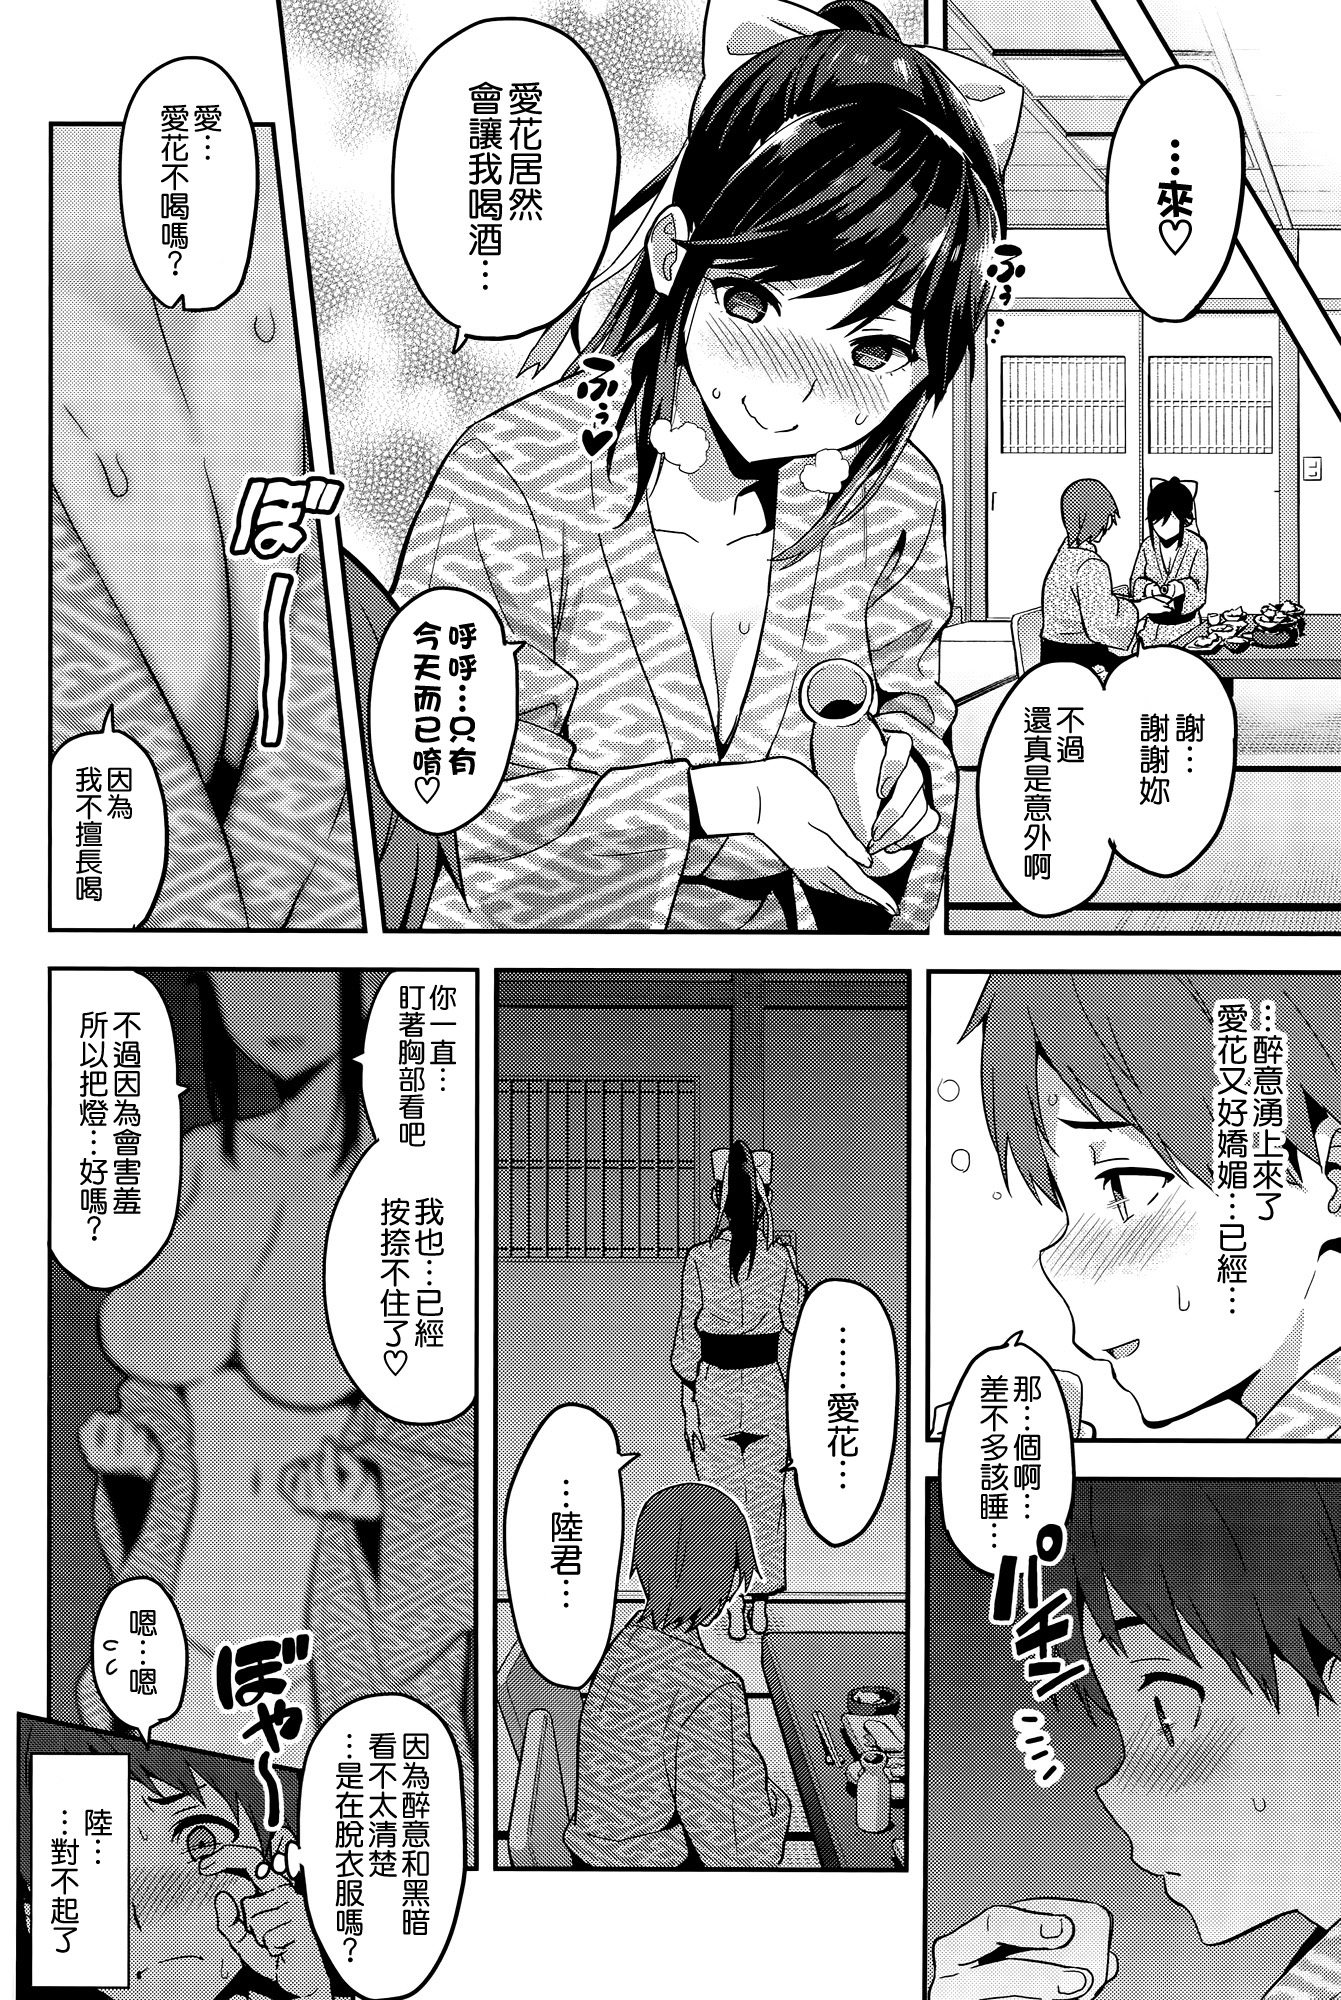 …來♡
謝…
謝謝妳
不過
還真是意外啊
愛花居然
會讓我喝酒…
ふぅ
ふぅ♥
呼呼…只有
今天而已唷♡
愛…
愛花不喝嗎?
ぼーー
因為
我不擅長喝
…醉意湧上來了
愛花又好嬌媚…已經…
那…個啊…
差不多該睡…
パチン
……愛花…
…陸君…
你一直…
盯著胸部看吧
我也…已經
按捺不住了♡
不過因為會害羞
所以把燈…好嗎?
嗯…嗯
ぼや〜
因為醉意和黑暗
看不太清楚
…是在脫衣服嗎?
陸…
…對不起了